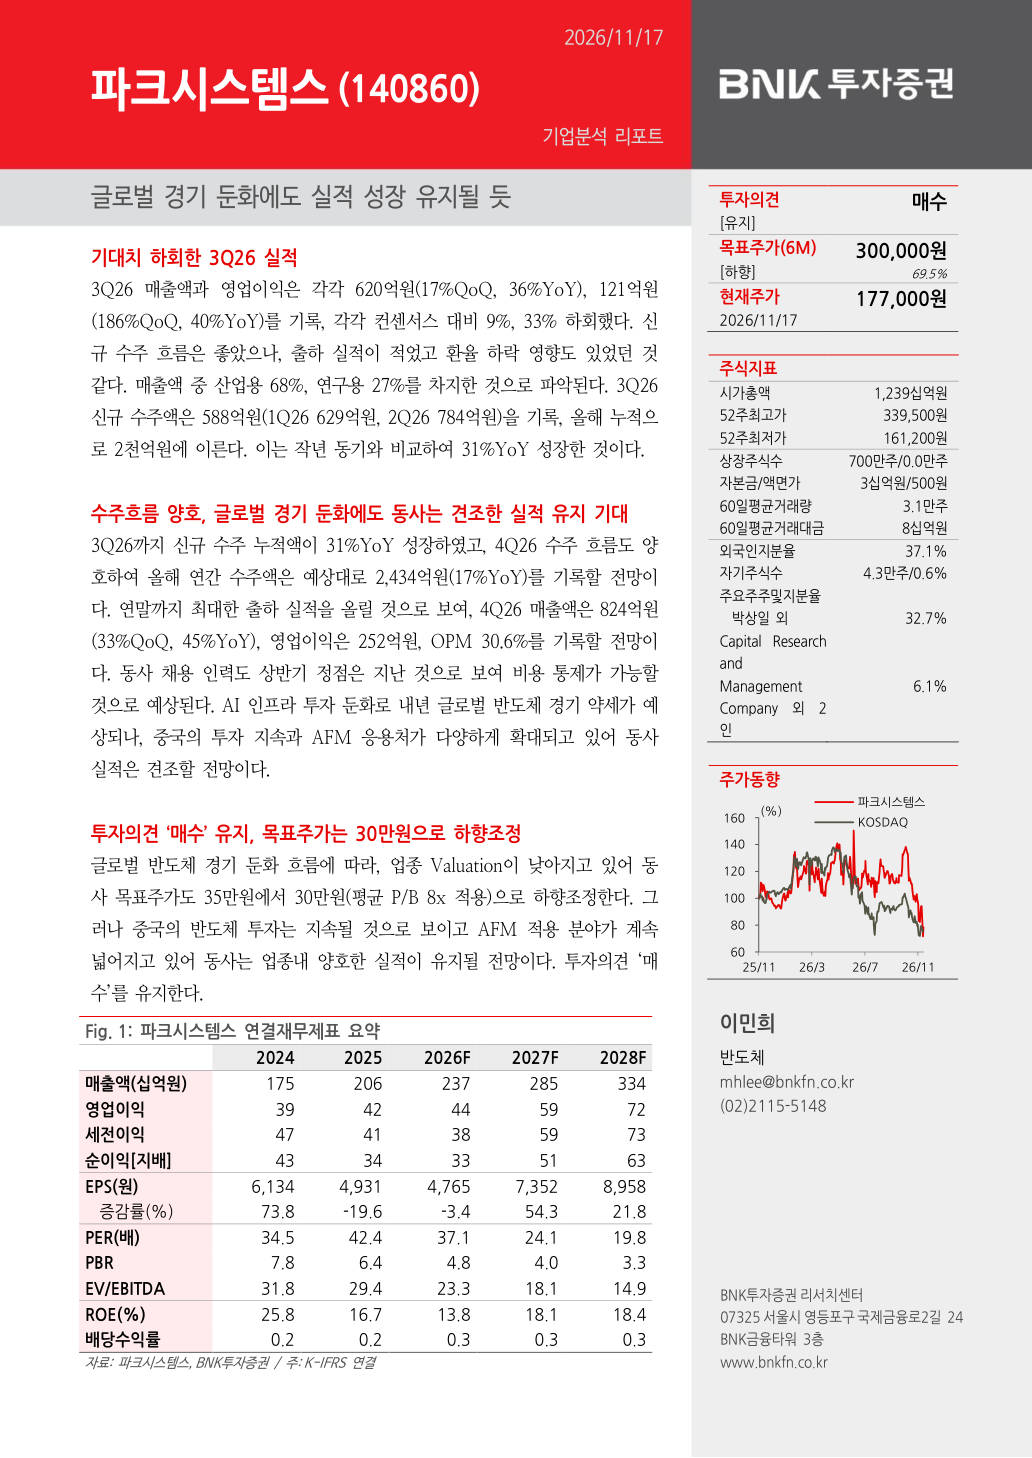 2026/11/17
파크시스템스 (140860)
기업분석 리포트
BNK 투자증권
글로벌 경기 둔화에도 실적 성장 유지될 듯
기대치 하회한 3Q26 실적
3Q26 매출액과 영업이익은 각각 620억원(17%QoQ, 36%YoY), 121억원
(186%QoQ, 40%YoY)를 기록, 각각 컨센서스 대비 9%, 33% 하회했다. 신
규 수주 흐름은 좋았으나, 출하 실적이 적었고 환율 하락 영향도 있었던 것
같다. 매출액 중 산업용 68%, 연구용 27%를 차지한 것으로 파악된다. 3Q26
신규 수주액은 588억원(1Q26 629억원, 2Q26 784억원)을 기록, 올해 누적으
로 2천억원에 이른다. 이는 작년 동기와 비교하여 31%YoY 성장한 것이다.
수주흐름 양호, 글로벌 경기 둔화에도 동사는 견조한 실적 유지 기대
3Q26까지 신규 수주 누적액이 31%YoY 성장하였고, 4Q26 수주 흐름도 양
호하여 올해 연간 수주액은 예상대로 2,434억원(17%YoY)를 기록할 전망이
다. 연말까지 최대한 출하 실적을 올릴 것으로 보여, 4Q26 매출액은 824억원
(33%QoQ, 45%YoY), 영업이익은 252억원, OPM 30.6%를 기록할 전망이
다. 동사 채용 인력도 상반기 정점은 지난 것으로 보여 비용 통제가 가능할
것으로 예상된다. AI 인프라 투자 둔화로 내년 글로벌 반도체 경기 약세가 예
상되나, 중국의 투자 지속과 AFM 응용처가 다양하게 확대되고 있어 동사
실적은 견조할 전망이다.
투자의견 ‘매수’ 유지, 목표주가는 30만원으로 하향조정
글로벌 반도체 경기 둔화 흐름에 따라, 업종 Valuation이 낮아지고 있어 동
사 목표주가도 35만원에서 30만원(평균 P/B 8x 적용)으로 하향조정한다. 그
러나 중국의 반도체 투자는 지속될 것으로 보이고 AFM 적용 분야가 계속
넓어지고 있어 동사는 업종내 양호한 실적이 유지될 전망이다. 투자의견 ‘매
수’를 유지한다.
Fig. 1: 파크시스템스 연결재무제표 요약
2024 2025 2026F 2027F 2028F
매출액(십억원) 175 206 237 285 334
영업이익 39 42 44 59 72
세전이익 47 41 38 59 73
순이익[지배] 43 34 33 51 63
EPS(원) 6,134 4,931 4,765 7,352 8,958
증감률(%) 73.8 -19.6 -3.4 54.3 21.8
PER(배) 34.5 42.4 37.1 24.1 19.8
PBR 7.8 6.4 4.8 4.0 3.3
EV/EBITDA 31.8 29.4 23.3 18.1 14.9
ROE(%) 25.8 16.7 13.8 18.1 18.4
배당수익률 0.2 0.2 0.3 0.3 0.3
자료: 파크시스템스, BNK투자증권 / 주: K-IFRS 연결
투자의견 매수
[유지]
목표주가(6M) 300,000원
[하향] 69.5%
현재주가 177,000원
2026/11/17
주식지표
시가총액 1,239십억원
52주최고가 339,500원
52주최저가 161,200원
상장주식수 700만주/0.0만주
자본금/액면가 3십억원/500원
60일평균거래량 3.1만주
60일평균거래대금 8십억원
외국인지분율 37.1%
자기주식수 4.3만주/0.6%
주요주주및지분율
박상일 외 32.7%
Capital Research
and
Management 6.1%
Company 외 2
인
주가동향
(%)
파크시스템스
KOSDAQ
160
140
120
100
80
60
25/11 26/3 26/7 26/11
이민희
반도체
mhlee@bnkfn.co.kr
(02)2115-5148
BNK투자증권 리서치센터
07325 서울시 영등포구 국제금융로2길 24
BNK금융타워 3층
www.bnkfn.co.kr